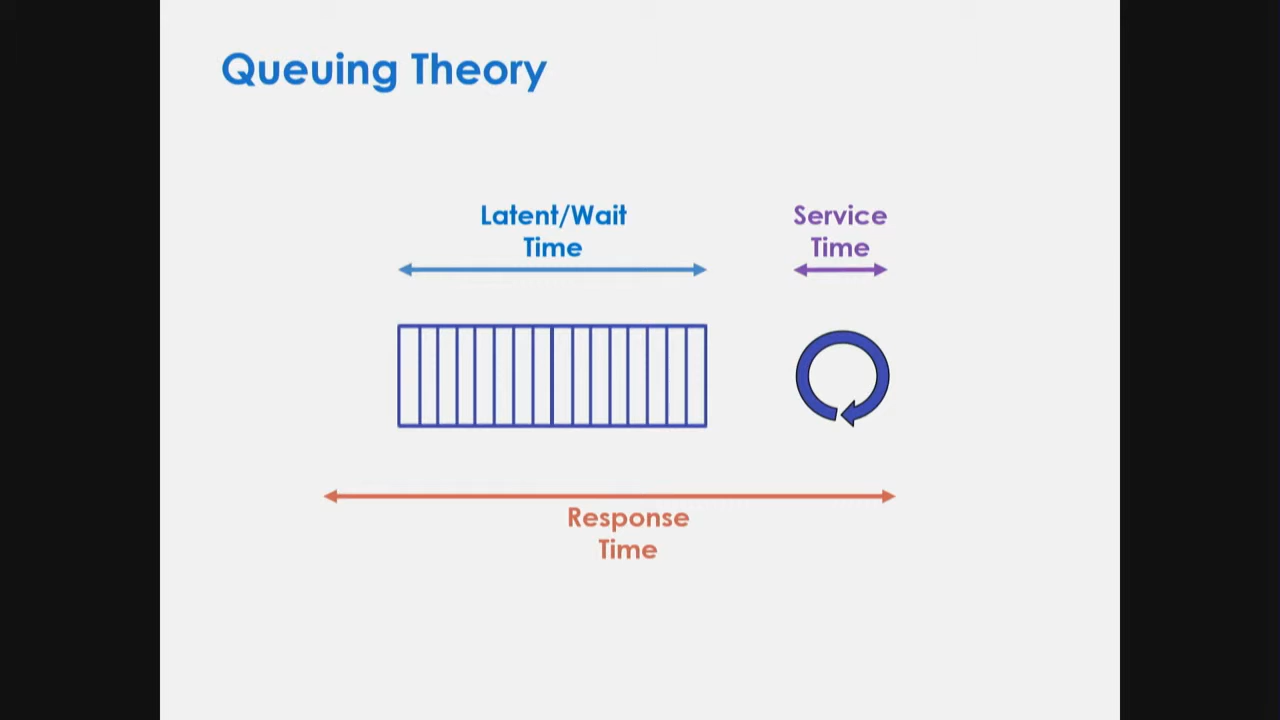 Queuing Theory
Latent/Wait
Time
Service
Time
Response
Time